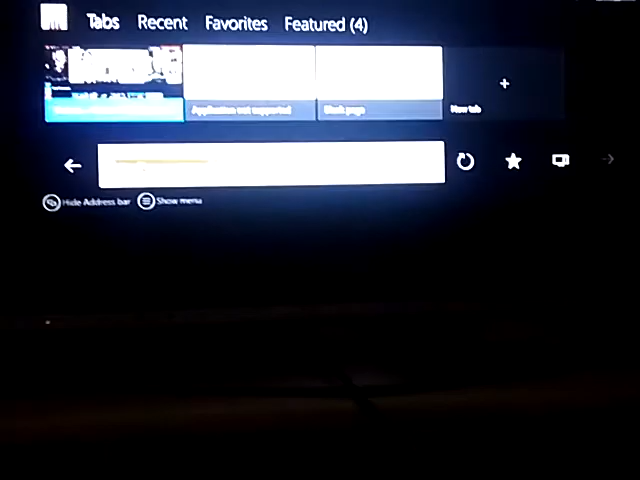 Tabs Recent Favorites Featured (4)
Application not supported Blank page New tab
Hide Address bar Show menu